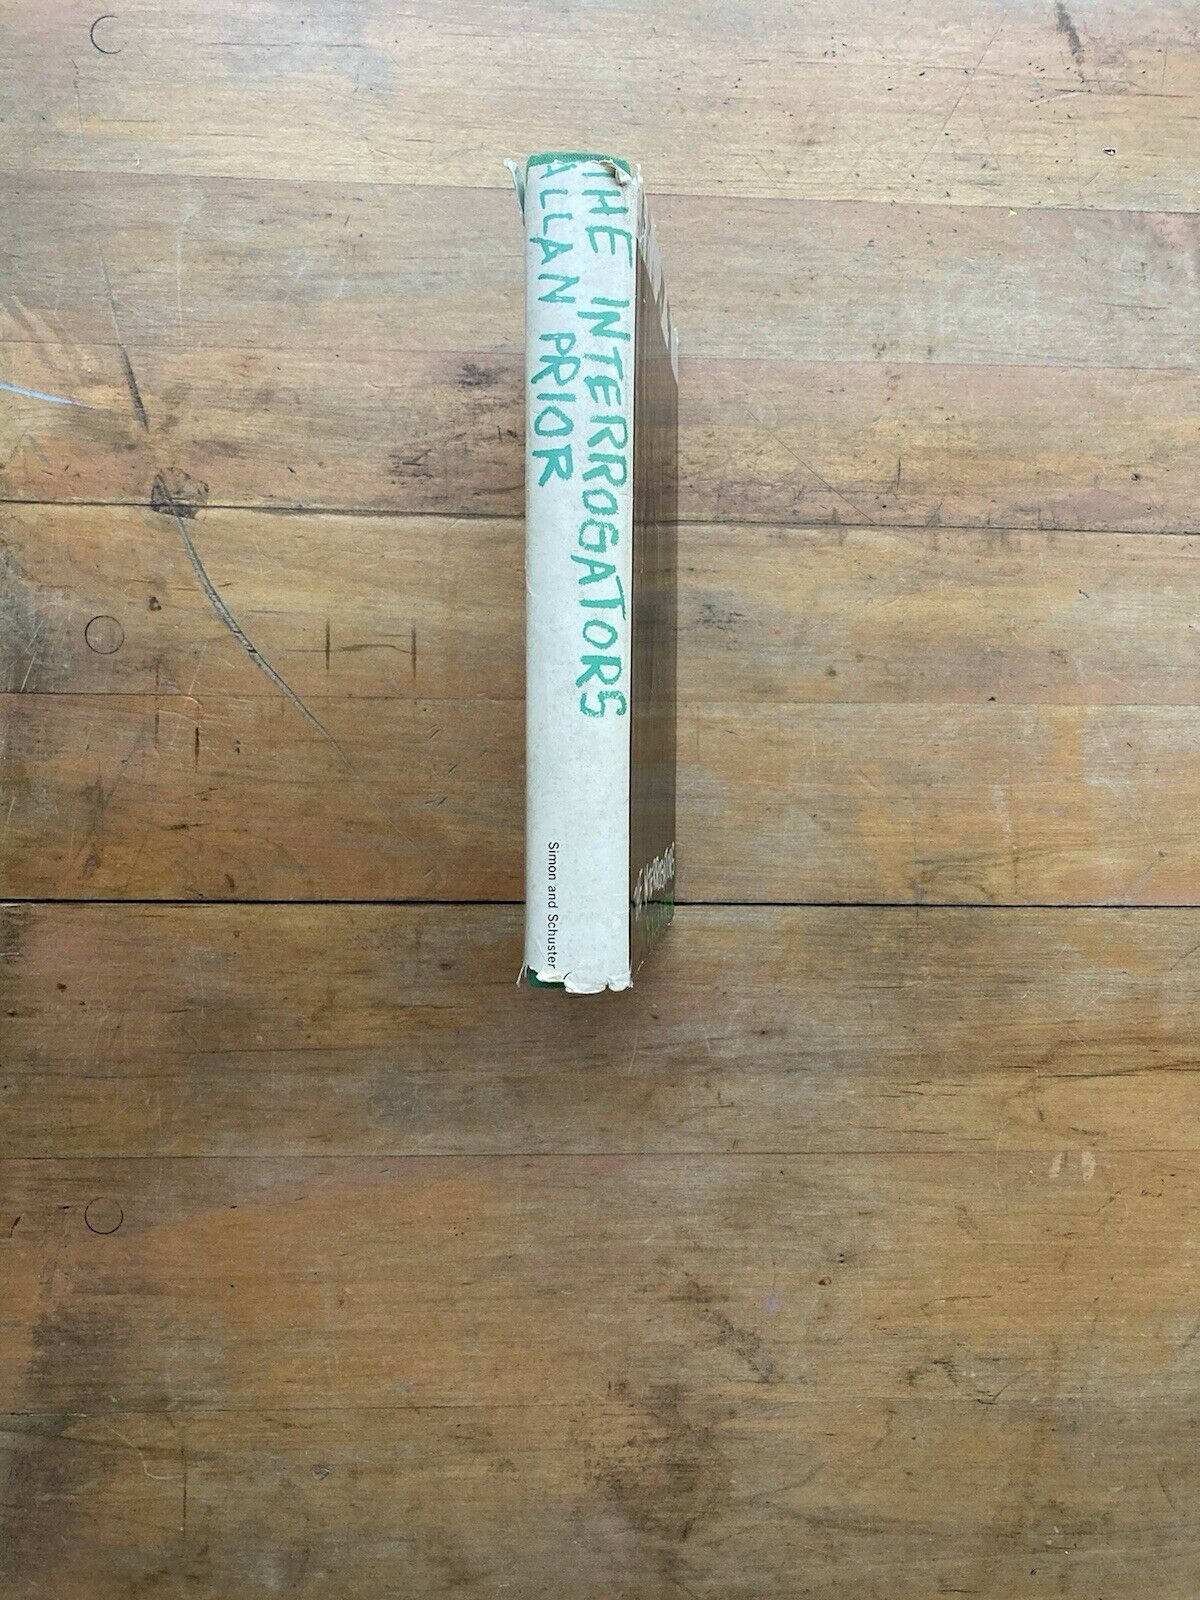 THE INTERROGATORS
ALLAN PRIOR
Simon and Schuster